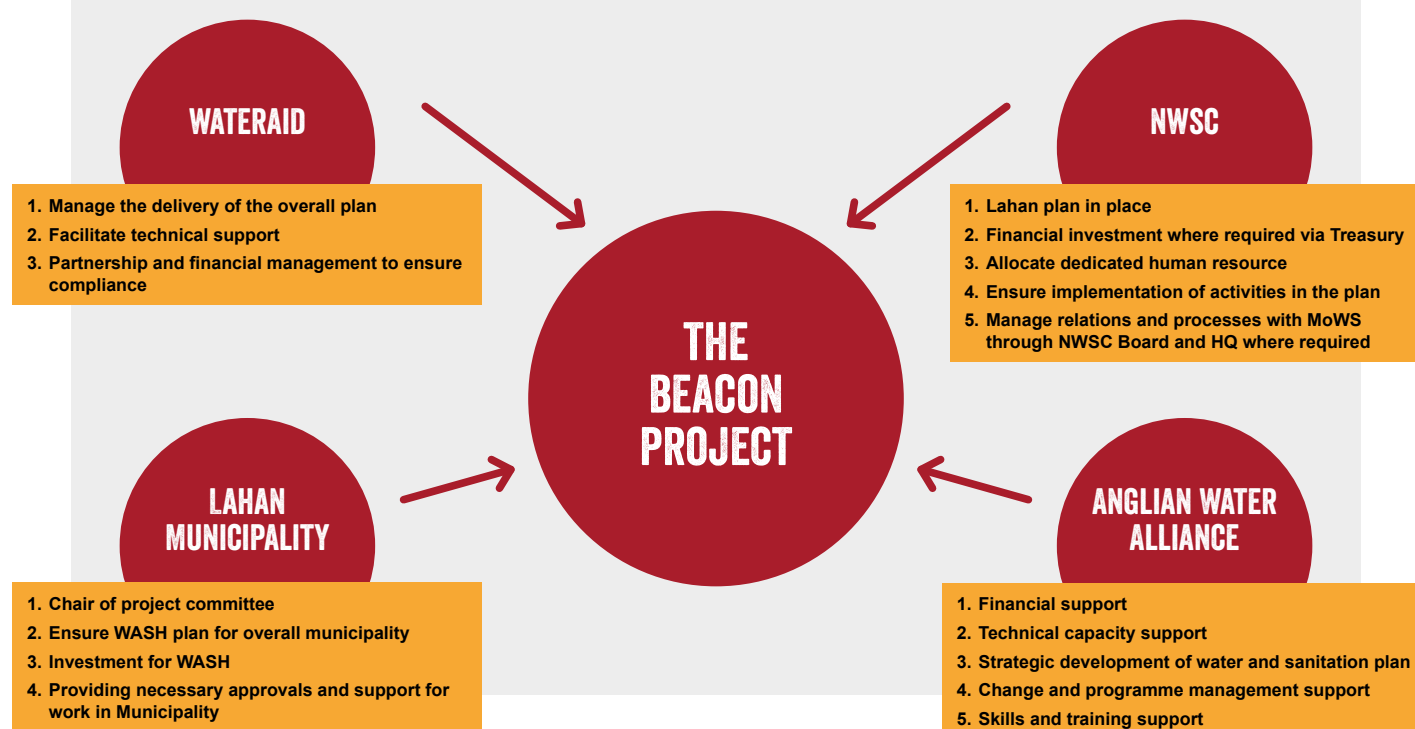 WATERAID
1. Manage the delivery of the overall plan
2. Facilitate technical support
3. Partnership and financial management to ensure
compliance
NWSC
1. Lahan plan in place
2. Financial investment where required via Treasury
3. Allocate dedicated human resource
4. Ensure implementation of activities in the plan
5. Manage relations and processes with MoWS
through NWSC Board and HQ where required
THE
BEACON
PROJECT
LAHAN
MUNICIPALITY
1. Chair of project committee
2. Ensure WASH plan for overall municipality
3. Investment for WASH
4. Providing necessary approvals and support for
work in Municipality
ANGLIAN WATER
ALLIANCE
1. Financial support
2. Technical capacity support
3. Strategic development of water and sanitation plan
4. Change and programme management support
5. Skills and training support